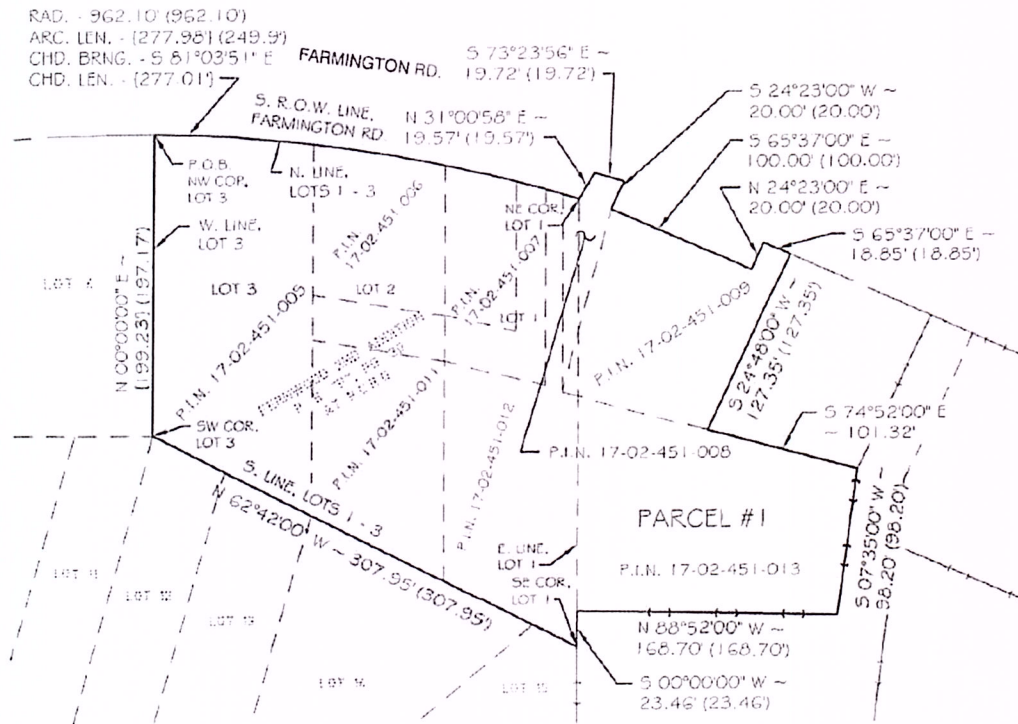 RAD. - 962.10' (962.10')
ARC. LEN. - (277.98') (249.9')
CHD. BRNG. - S 81°03'51" E
CHD. LEN. - (277.01')
FARMINGTON RD.
S 73°23'56" E ~
19.72' (19.72')
S. R.O.W. LINE,
FARMINGTON RD.
N 31°00'58" E ~
19.57' (19.57')
S 24°23'00" W ~
20.00' (20.00')
S 65°37'00" E ~
100.00' (100.00')
N 24°23'00" E ~
20.00' (20.00')
S 65°37'00" E ~
18.85' (18.85')
P.O.B.
NW COR.
LOT 3
N. LINE,
LOTS 1 - 3
NE COR.
LOT 1
W. LINE,
LOT 3
P.I.N.
17-02-451-006
P.I.N.
17-02-451-007
LOT 3
LOT 2
LOT 1
N 00°00'00" E ~
(199.23') (197.17')
P.I.N. 17-02-451-005
P.I.N. 17-02-451-009
S 24°48'00" W ~
127.35' (127.35')
P.I.N. 17-02-451-011
P.I.N. 17-02-451-012
S 74°52'00" E
~ 101.32'
SW COR.
LOT 3
P.I.N. 17-02-451-008
S. LINE, LOTS 1 - 3
N 62°42'00" W ~ 307.95' (307.95')
PARCEL #1
P.I.N. 17-02-451-013
S 07°35'00" W ~
98.20' (98.20')
E. LINE,
LOT 1
SE COR.
LOT 1
N 88°52'00" W ~
168.70' (168.70')
S 00°00'00" W ~
23.46' (23.46')
LOT
LOT
LOT
LOT
LOT
LOT